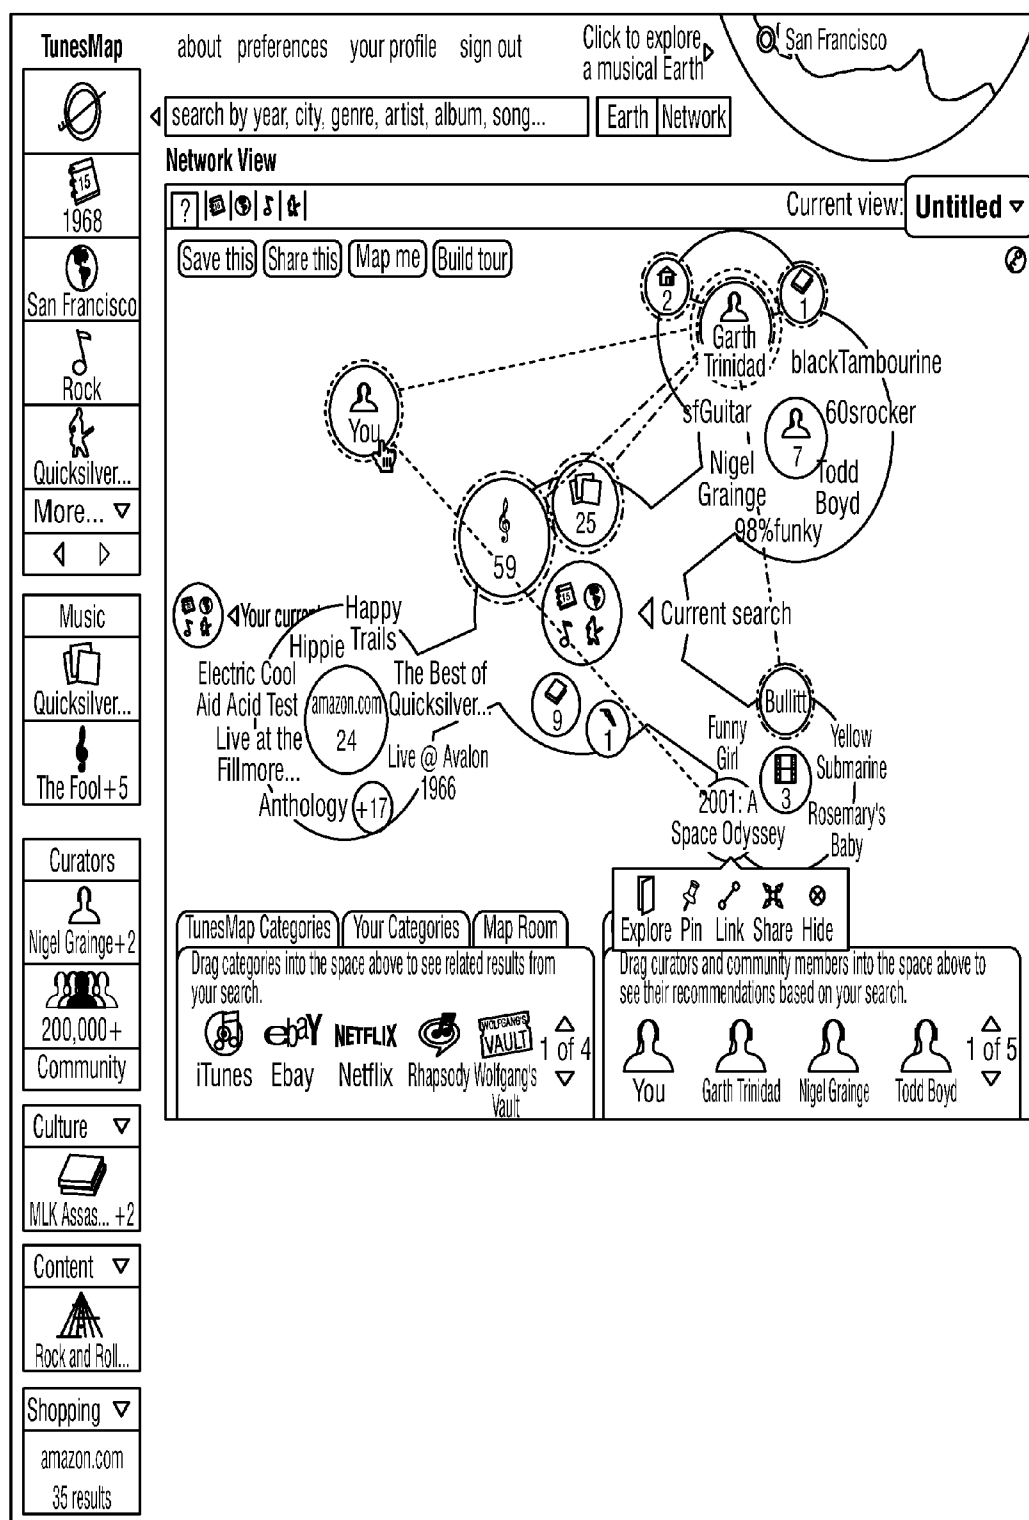 TunesMap
about preferences your profile sign out
Click to explore
a musical Earth
San Francisco
search by year, city, genre, artist, album, song...
Earth Network
Network View
?
15
Current view: Untitled
Save this Share this Map me Build tour
15
1968
San Francisco
Rock
Quicksilver...
More...
Music
Quicksilver...
The Fool+5
Curators
Nigel Grainge+2
200,000+
Community
Culture
MLK Assas... +2
Content
Rock and Roll...
Shopping
amazon.com
35 results
2
1
Garth
Trinidad
blackTambourine
You
sfGuitar
60srocker
7
Nigel
Grainge
Todd
Boyd
98%funky
25
59
Your current
Current search
Happy
Trails
Hippie
Electric Cool
Aid Acid Test
The Best of
Quicksilver...
amazon.com
24
Live at the
Fillmore...
Live @ Avalon
1966
Anthology
+17
9
1
Bullitt
Funny
Girl
Yellow
Submarine
3
2001: A
Space Odyssey
Rosemary's
Baby
Explore Pin Link Share Hide
TunesMap Categories Your Categories Map Room
Drag categories into the space above to see related results from
your search.
ebaY NETFLIX WOLFGANG'S
VAULT
iTunes Ebay Netflix Rhapsody Wolfgang's
Vault
1 of 4
Drag curators and community members into the space above to
see their recommendations based on your search.
You Garth Trinidad Nigel Grainge Todd Boyd
1 of 5